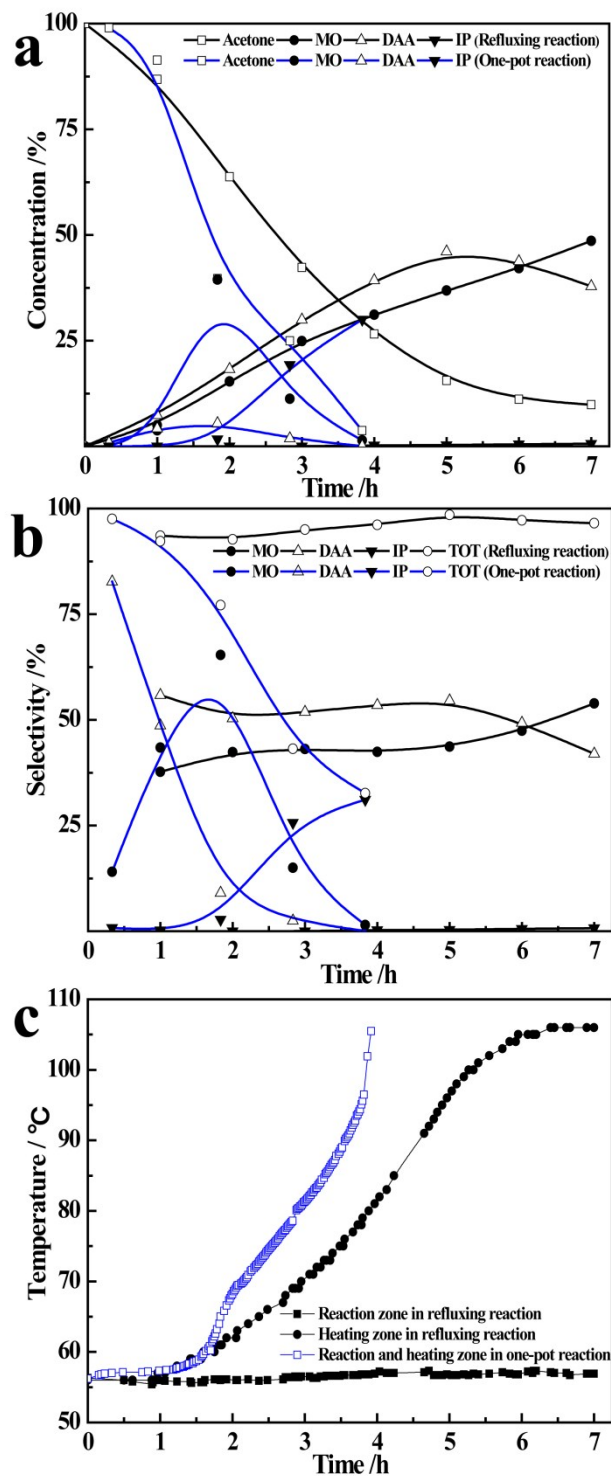 a
100
75
50
25
Concentration /%
Acetone MO DAA IP (Refluxing reaction)
Acetone MO DAA IP (One-pot reaction)
0 1 2 3 4 5 6 7
Time /h
b
100
75
50
25
Selectivity /%
MO DAA IP TOT (Refluxing reaction)
MO DAA IP TOT (One-pot reaction)
0 1 2 3 4 5 6 7
Time /h
c
110
100
90
80
70
60
50
Temperature / °C
Reaction zone in refluxing reaction
Heating zone in refluxing reaction
Reaction and heating zone in one-pot reaction
0 1 2 3 4 5 6 7
Time /h